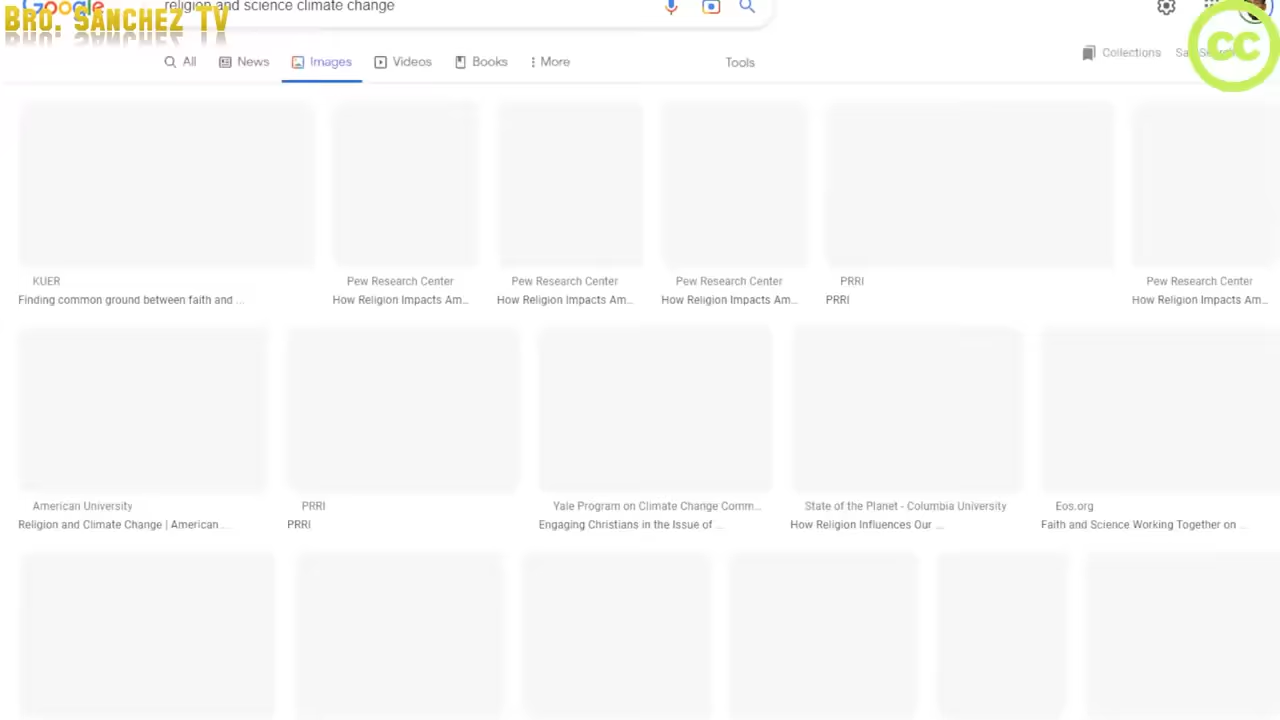 Google
religion and science climate change
BRO. SANCHEZ TV
All News Images Videos Books More Tools
Collections
CC
KUER
Finding common ground between faith and ...
Pew Research Center
How Religion Impacts Am...
Pew Research Center
How Religion Impacts Am...
Pew Research Center
How Religion Impacts Am...
PRRI
PRRI
Pew Research Center
How Religion Impacts Am...
American University
Religion and Climate Change | American...
PRRI
PRRI
Yale Program on Climate Change Comm...
Engaging Christians in the Issue of ...
State of the Planet - Columbia University
How Religion Influences Our ...
Eos.org
Faith and Science Working Together on ...